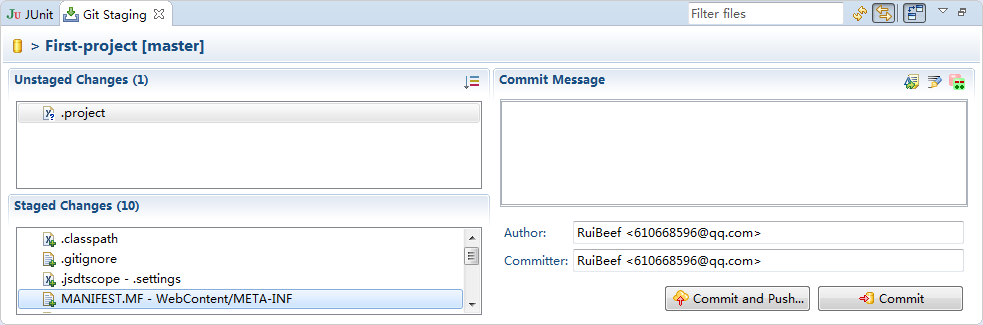 JUnit
Git Staging
Filter files
> First-project [master]
Unstaged Changes (1)
.project
Staged Changes (10)
.classpath
.gitignore
.jsdtscope - .settings
MANIFEST.MF - WebContent/META-INF
Commit Message
Author: RuiBeef <610668596@qq.com>
Committer: RuiBeef <610668596@qq.com>
Commit and Push...
Commit